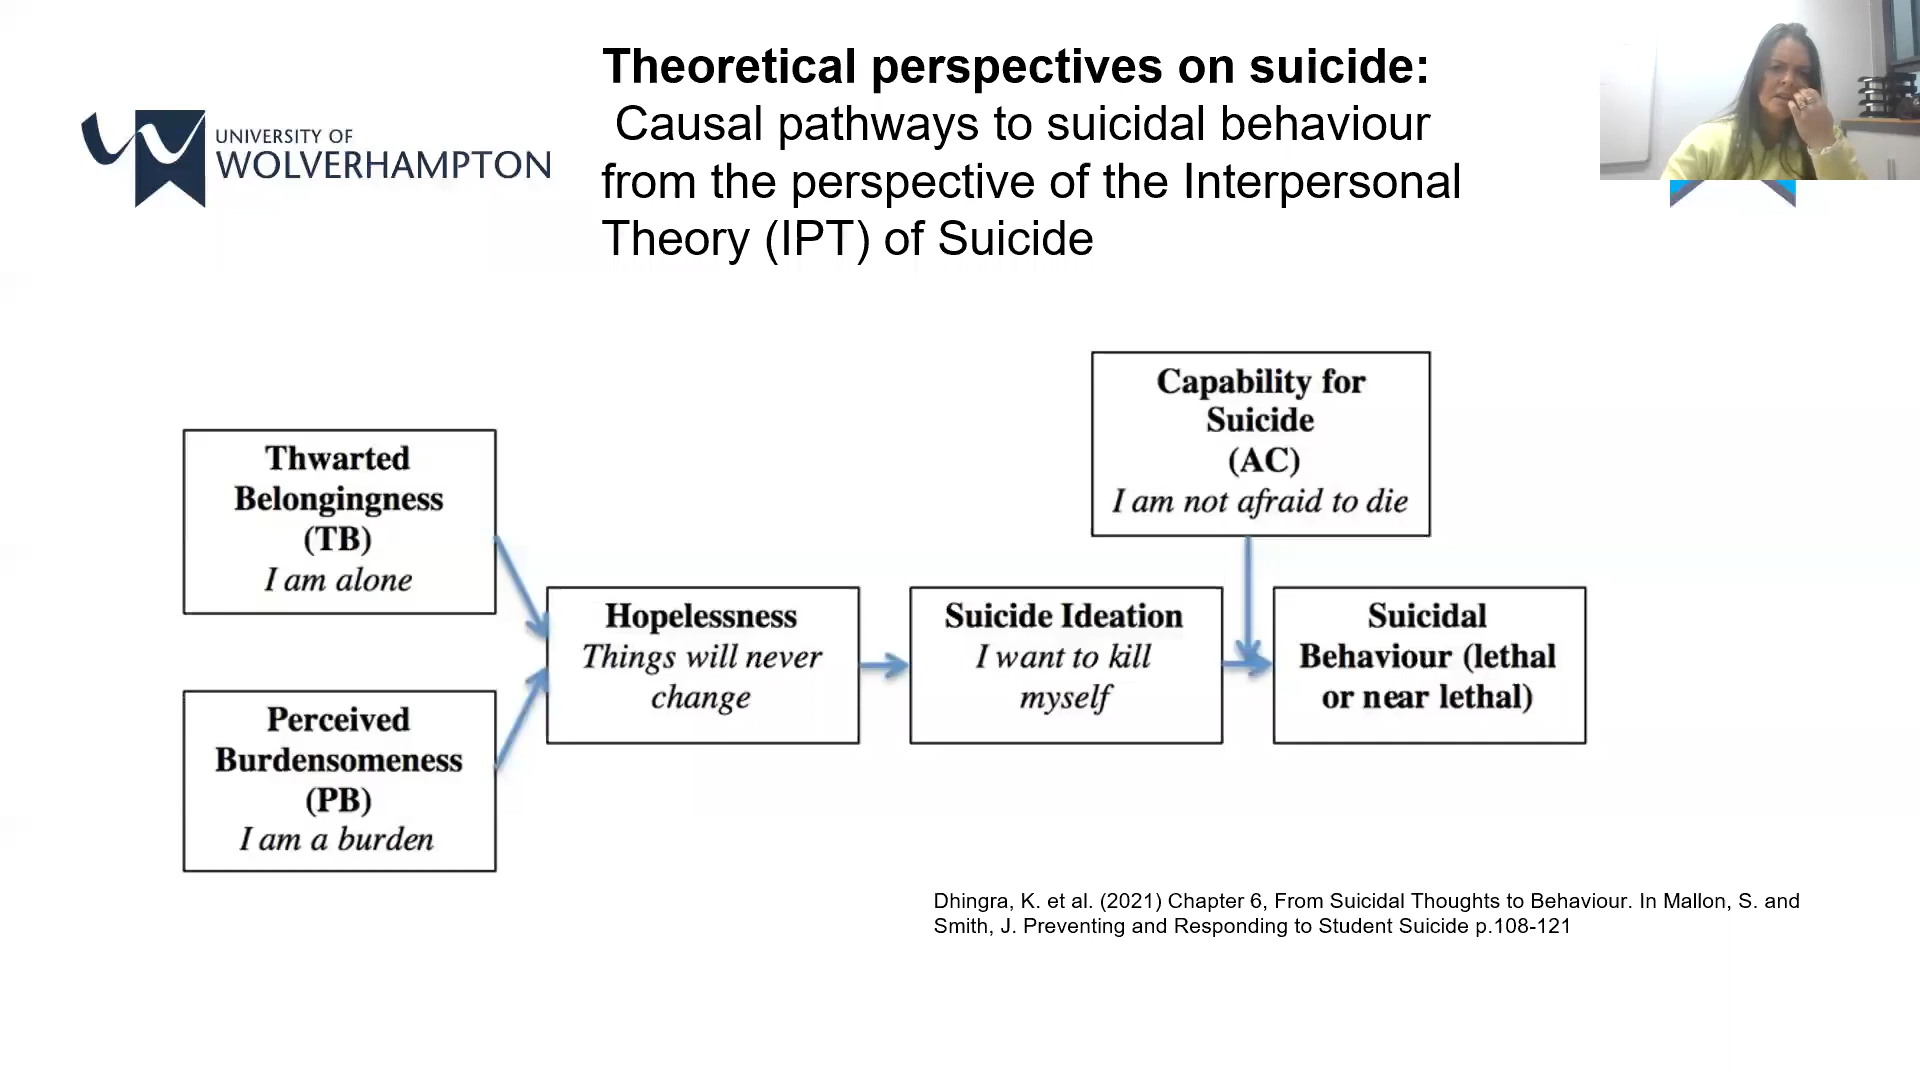 UNIVERSITY OF
WOLVERHAMPTON
Theoretical perspectives on suicide:
Causal pathways to suicidal behaviour
from the perspective of the Interpersonal
Theory (IPT) of Suicide
Thwarted
Belongingness
(TB)
I am alone
Perceived
Burdensomeness
(PB)
I am a burden
Hopelessness
Things will never
change
Suicide Ideation
I want to kill
myself
Capability for
Suicide
(AC)
I am not afraid to die
Suicidal
Behaviour (lethal
or near lethal)
Dhingra, K. et al. (2021) Chapter 6, From Suicidal Thoughts to Behaviour. In Mallon, S. and
Smith, J. Preventing and Responding to Student Suicide p.108-121